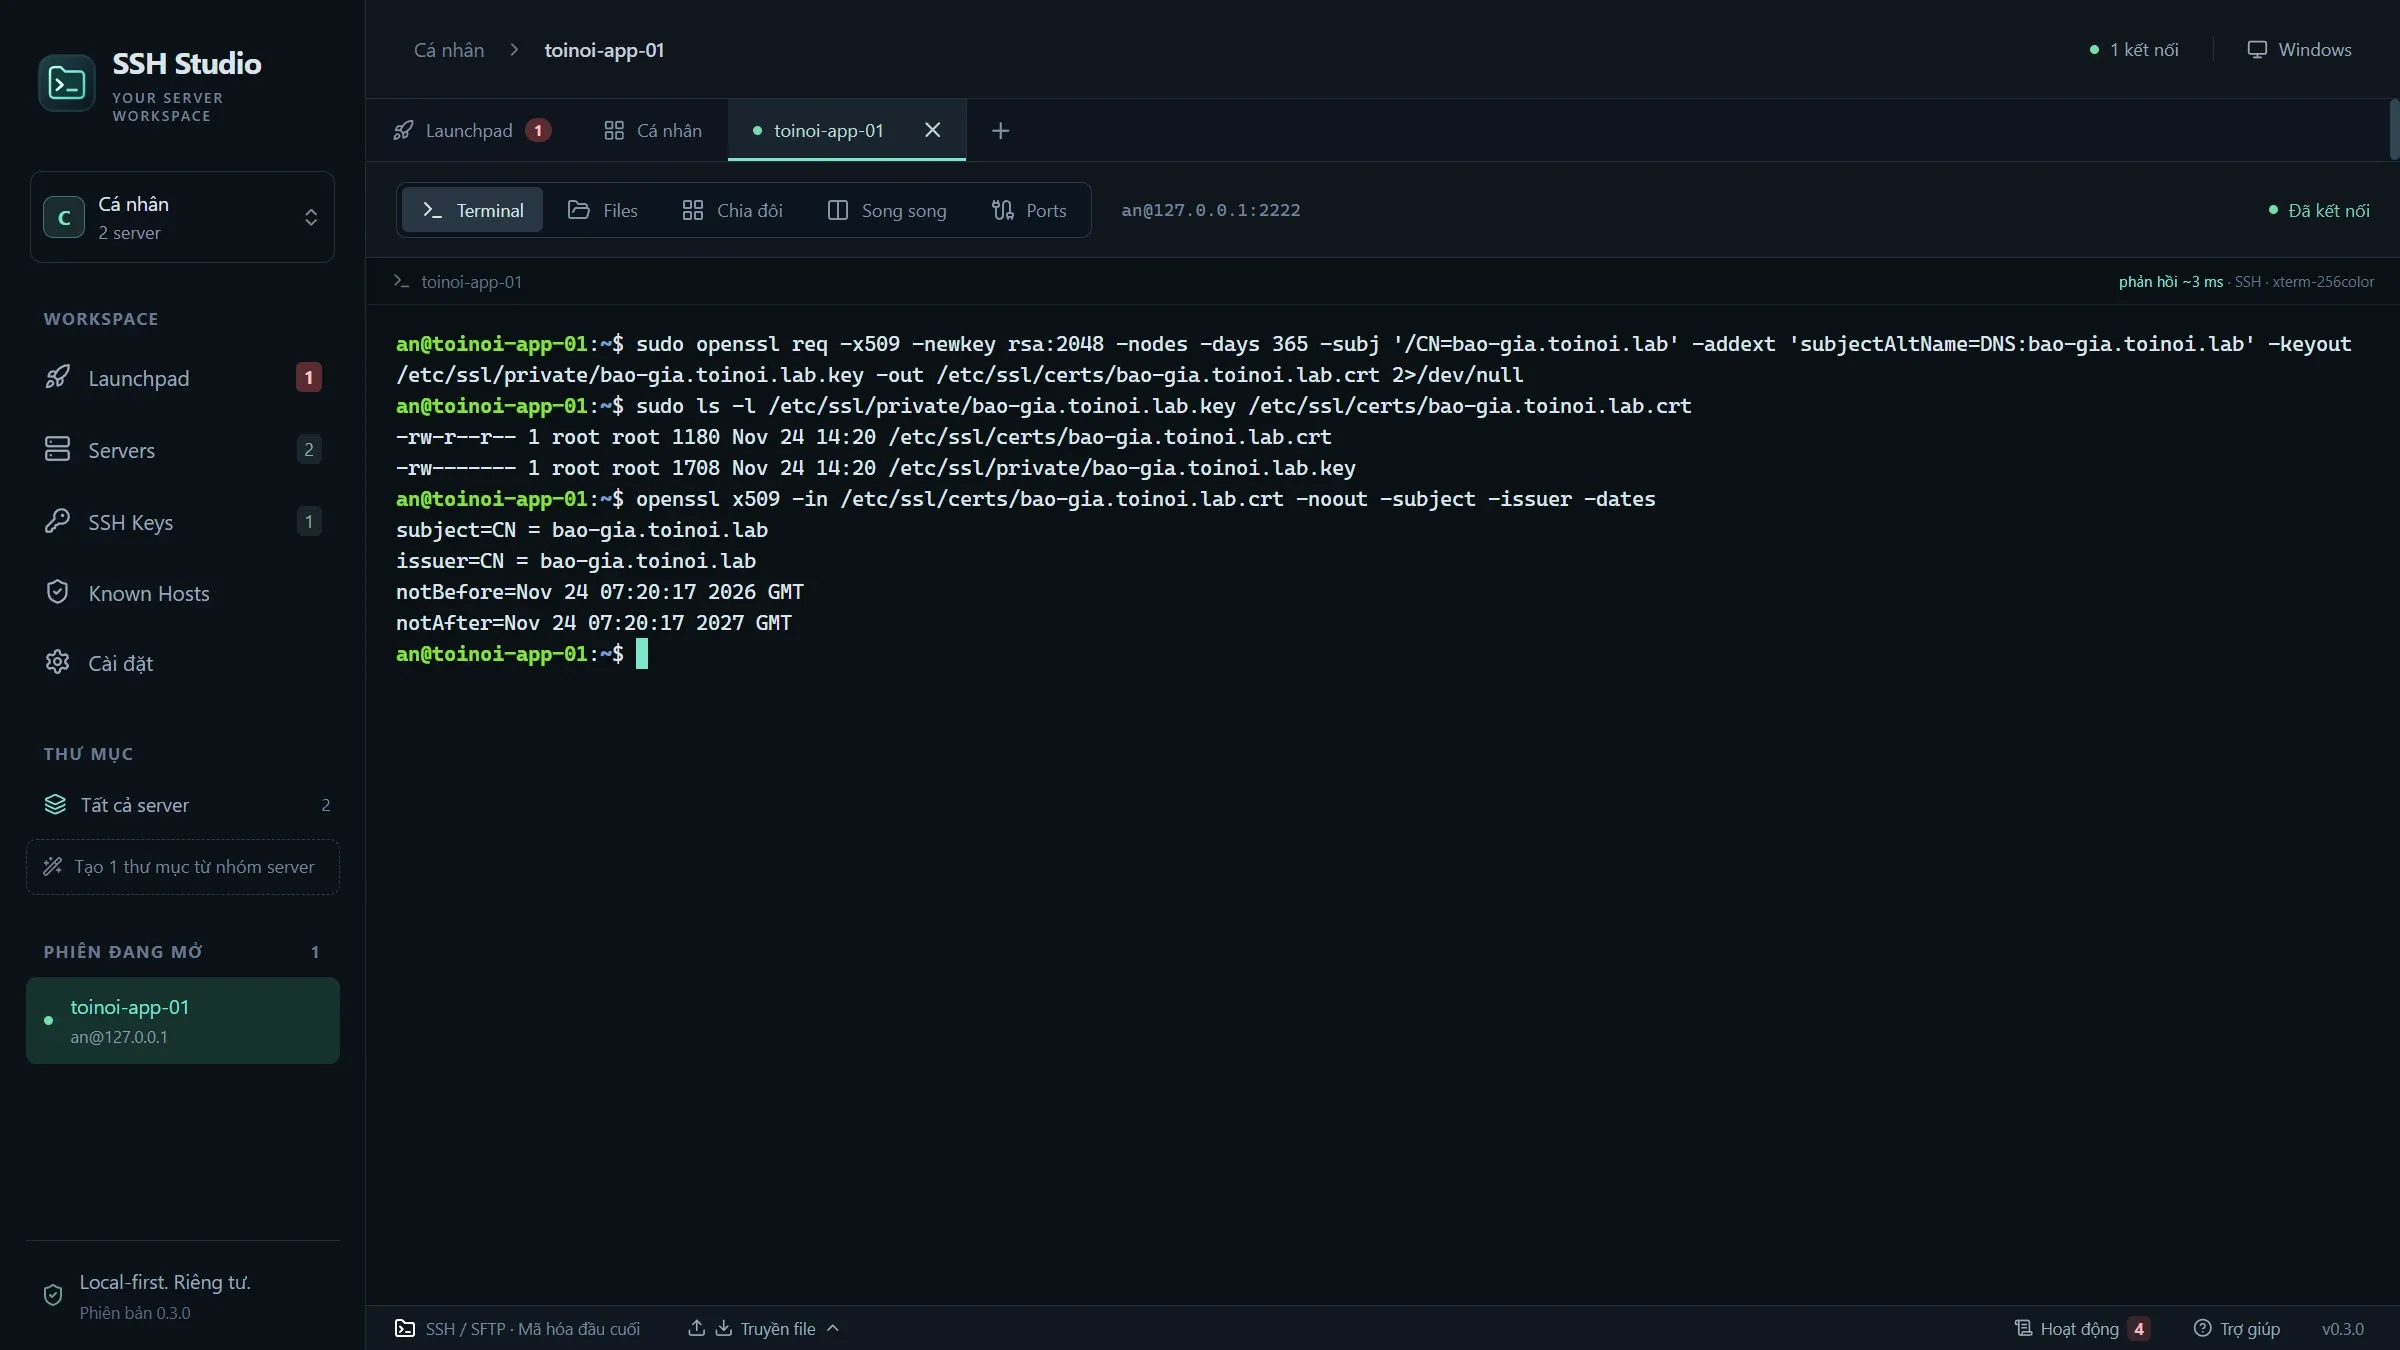 SSH Studio
YOUR SERVER
WORKSPACE
C
Cá nhân
2 server
WORKSPACE
Launchpad 1
Servers 2
SSH Keys 1
Known Hosts
Cài đặt
THƯ MỤC
Tất cả server 2
Tạo 1 thư mục từ nhóm server
PHIÊN ĐANG MỞ 1
toinoi-app-01
an@127.0.0.1
Local-first. Riêng tư.
Phiên bản 0.3.0
Cá nhân > toinoi-app-01
1 kết nối
Windows
Launchpad 1
Cá nhân
toinoi-app-01
Terminal
Files
Chia đôi
Song song
Ports
an@127.0.0.1:2222
Đã kết nối
toinoi-app-01
phản hồi ~3 ms · SSH · xterm-256color
an@toinoi-app-01:~$ sudo openssl req -x509 -newkey rsa:2048 -nodes -days 365 -subj '/CN=bao-gia.toinoi.lab' -addext 'subjectAltName=DNS:bao-gia.toinoi.lab' -keyout
/etc/ssl/private/bao-gia.toinoi.lab.key -out /etc/ssl/certs/bao-gia.toinoi.lab.crt 2>/dev/null
an@toinoi-app-01:~$ sudo ls -l /etc/ssl/private/bao-gia.toinoi.lab.key /etc/ssl/certs/bao-gia.toinoi.lab.crt
-rw-r--r-- 1 root root 1180 Nov 24 14:20 /etc/ssl/certs/bao-gia.toinoi.lab.crt
-rw------- 1 root root 1708 Nov 24 14:20 /etc/ssl/private/bao-gia.toinoi.lab.key
an@toinoi-app-01:~$ openssl x509 -in /etc/ssl/certs/bao-gia.toinoi.lab.crt -noout -subject -issuer -dates
subject=CN = bao-gia.toinoi.lab
issuer=CN = bao-gia.toinoi.lab
notBefore=Nov 24 07:20:17 2026 GMT
notAfter=Nov 24 07:20:17 2027 GMT
an@toinoi-app-01:~$
SSH / SFTP · Mã hóa đầu cuối
Truyền file
Hoạt động 4
Trợ giúp
v0.3.0